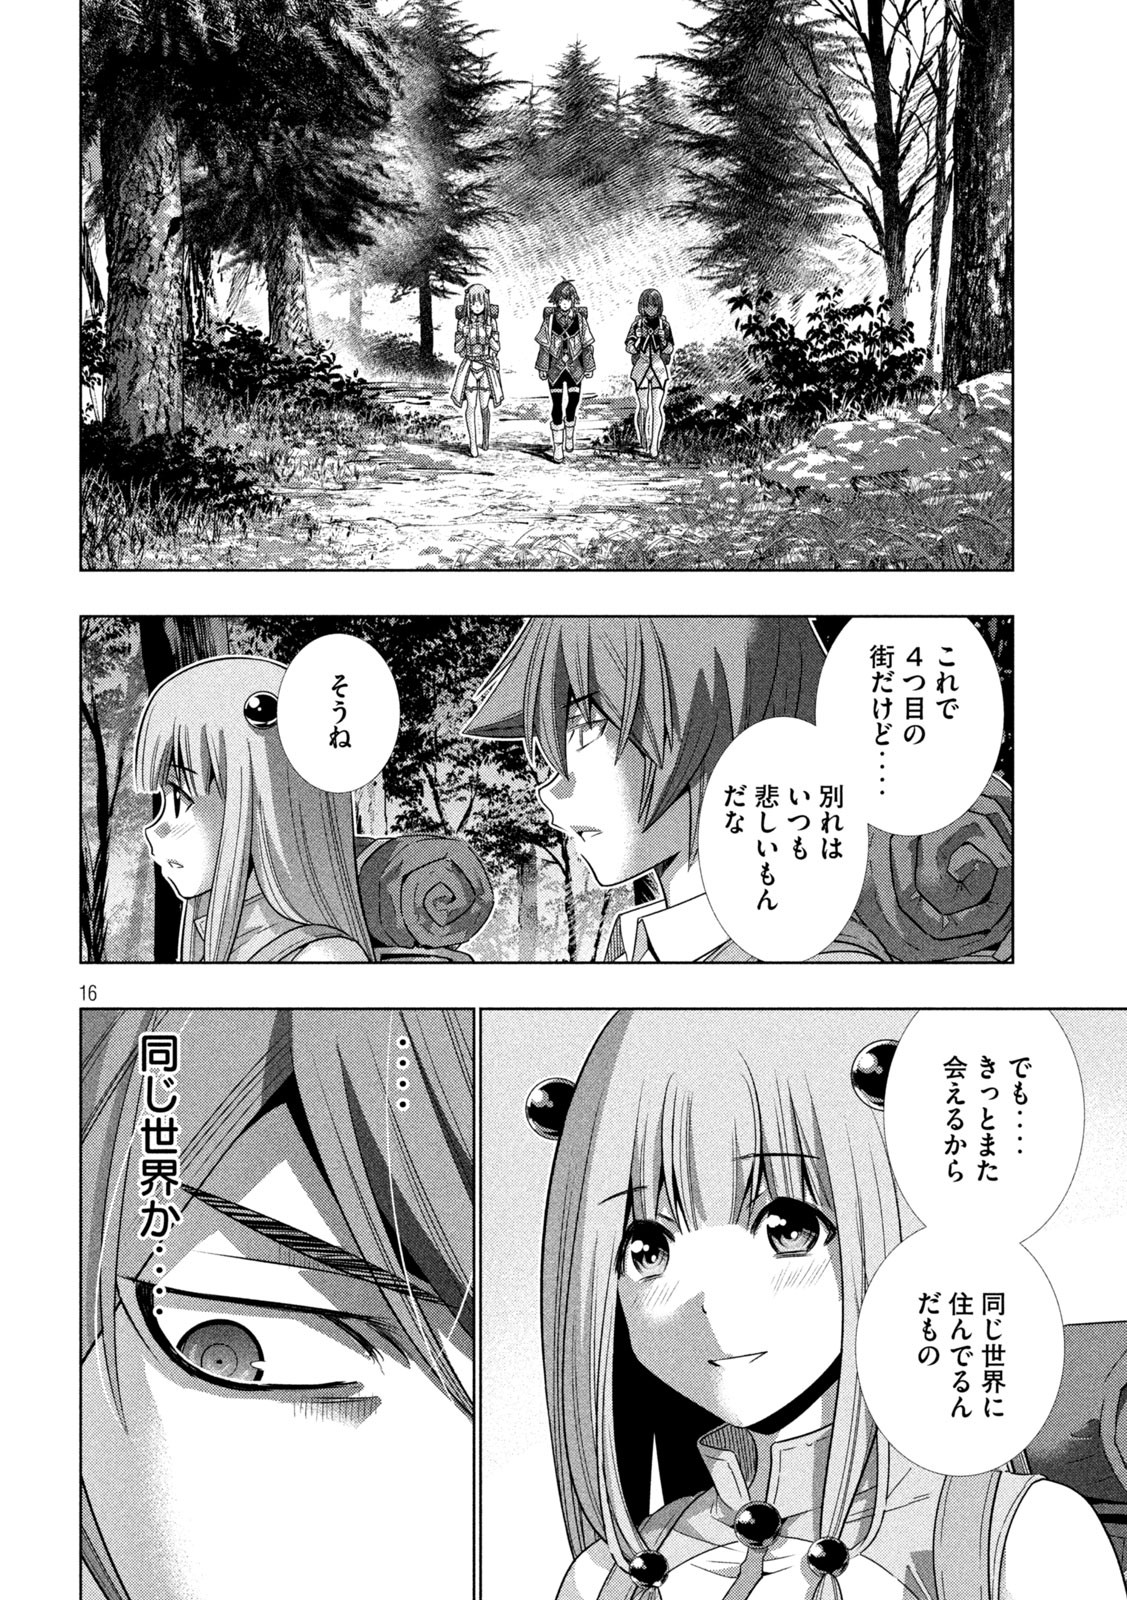 これで
４つ目の
街だけど‥‥
別れは
いつも
悲しいもん
だな
そうね
16
でも‥‥
きっとまた
会えるから
同じ世界に
住んでるん
だもの
‥‥
同じ世界か‥‥